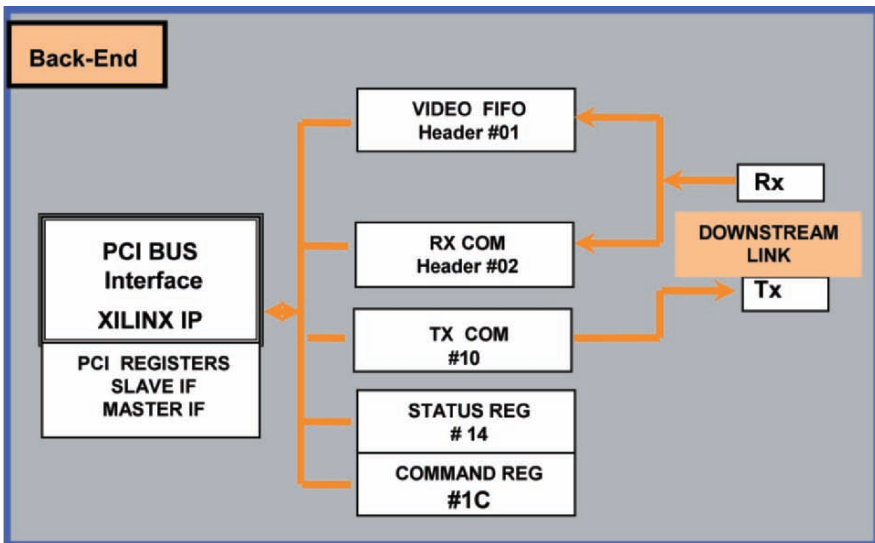 Back-End
VIDEO FIFO
Header #01
Rx
PCI BUS
Interface
XILINX IP
RX COM
Header #02
DOWNSTREAM
LINK
Tx
TX COM
#10
PCI REGISTERS
SLAVE IF
MASTER IF
STATUS REG
# 14
COMMAND REG
#1C